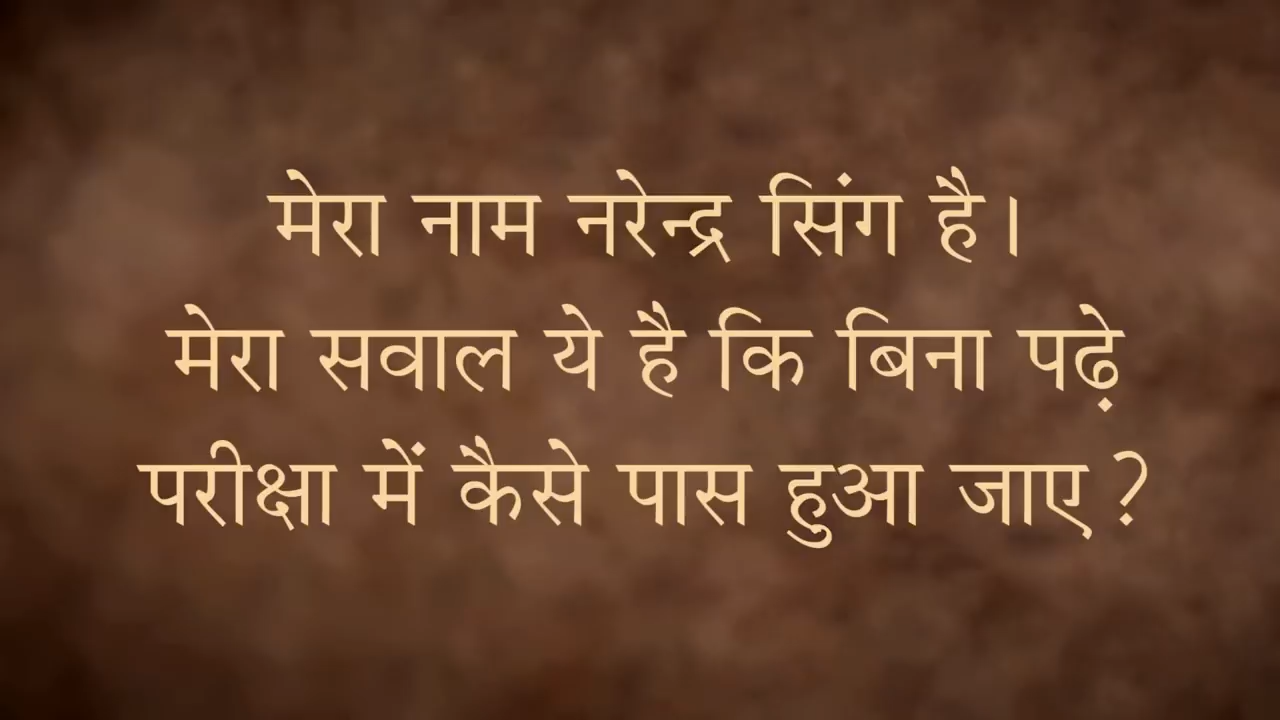 मेरा नाम नरेन्द्र सिंग है।
मेरा सवाल ये है कि बिना पढ़े
परीक्षा में कैसे पास हुआ जाए ?